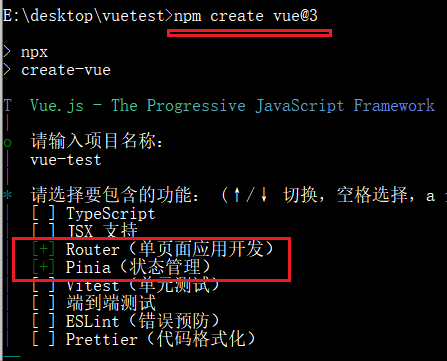 E:\desktop\vuetest>npm create vue@3
> npx
> create-vue
T Vue.js - The Progressive JavaScript Framework
o 请输入项目名称：
vue-test
* 请选择要包含的功能： (↑/↓ 切换，空格选择，a
[ ] TypeScript
[ ] JSX 支持
[+] Router（单页面应用开发）
[+] Pinia（状态管理）
[ ] Vitest（单元测试）
[ ] 端到端测试
[ ] ESLint（错误预防）
[ ] Prettier（代码格式化）